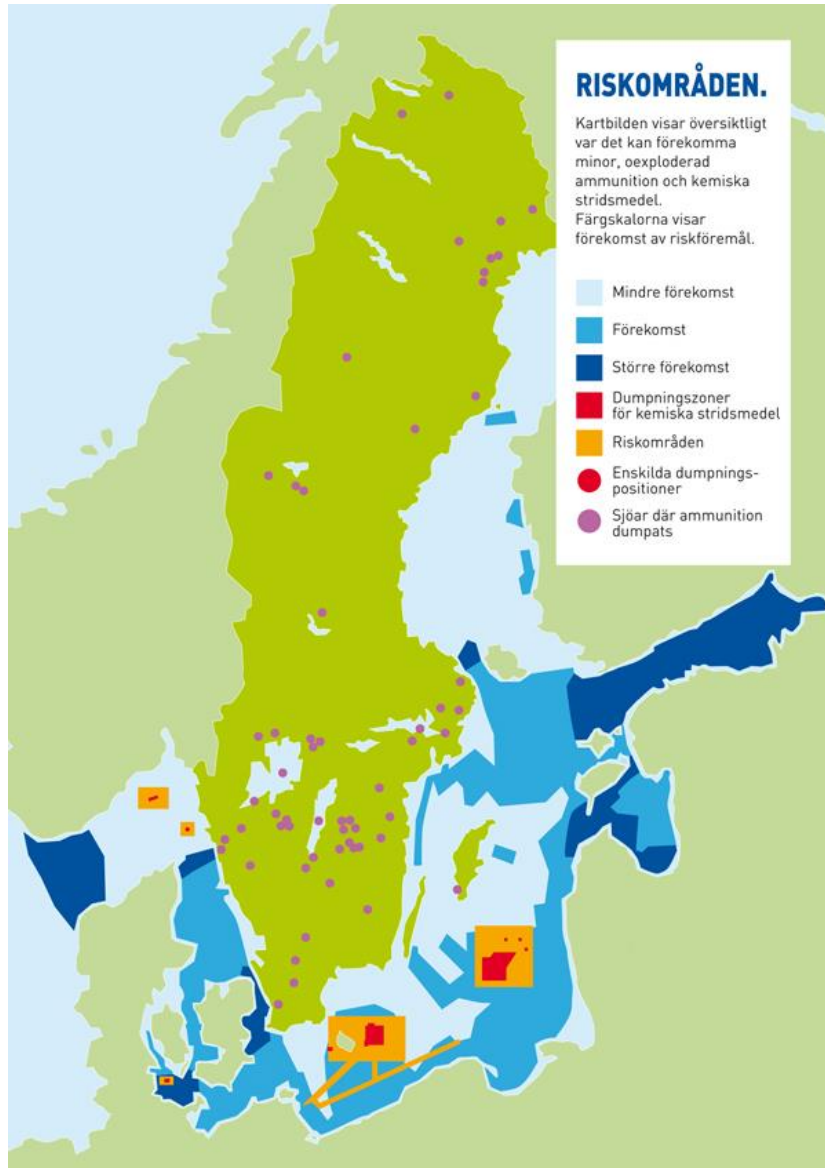 RISKOMRÅDEN.
Kartbilden visar översiktligt
var det kan förekomma
minor, oexploderad
ammunition och kemiska
stridsmedel.
Färgskalorna visar
förekomst av riskföremål.
Mindre förekomst
Förekomst
Större förekomst
Dumpningszoner
för kemiska stridsmedel
Riskområden
Enskilda dumpnings-
positioner
Sjöar där ammunition
dumpats